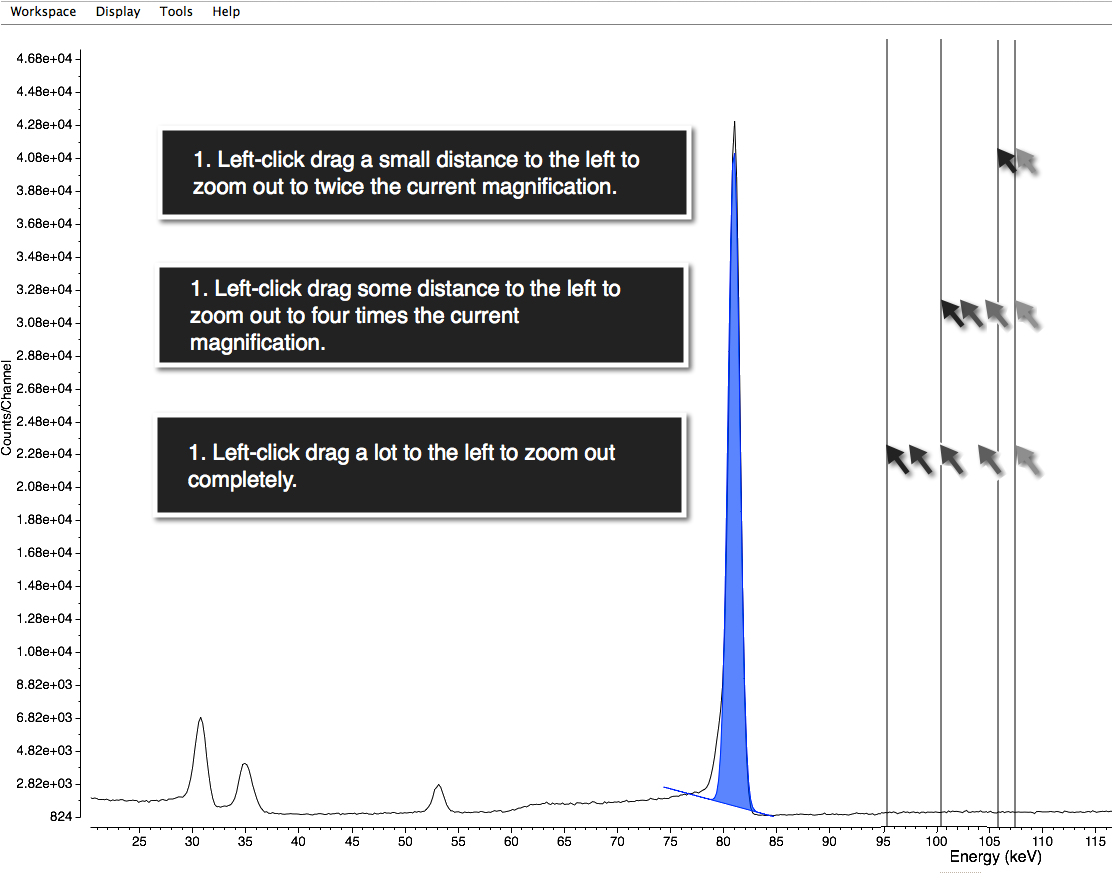 Workspace Display Tools Help
4.68e+04
4.48e+04
4.28e+04
4.08e+04
3.88e+04
3.68e+04
3.48e+04
3.28e+04
3.08e+04
2.88e+04
2.68e+04
2.48e+04
2.28e+04
2.08e+04
1.88e+04
1.68e+04
1.48e+04
1.28e+04
1.08e+04
8.82e+03
6.82e+03
4.82e+03
2.82e+03
824
Counts/Channel
1. Left-click drag a small distance to the left to
zoom out to twice the current magnification.
1. Left-click drag some distance to the left to
zoom out to four times the current
magnification.
1. Left-click drag a lot to the left to zoom out
completely.
25 30 35 40 45 50 55 60 65 70 75 80 85 90 95 100 105 110 115
Energy (keV)